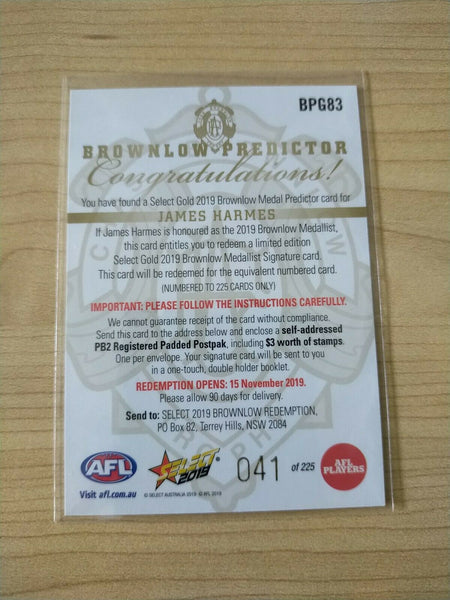 BPG83
BROWNLOW PREDICTOR
Congratulations!
You have found a Select Gold 2019 Brownlow Medal Predictor card for
JAMES HARMES
If James Harmes is honoured as the 2019 Brownlow Medallist,
this card entitles you to redeem a limited edition
Select Gold 2019 Brownlow Medallist Signature card.
This card will be redeemed for the equivalent numbered card.
(NUMBERED TO 225 CARDS ONLY)
IMPORTANT: PLEASE FOLLOW THE INSTRUCTIONS CAREFULLY.
We cannot guarantee receipt of the card without compliance.
Send this card to the address below and enclose a self-addressed
PB2 Registered Padded Postpak, including $3 worth of stamps.
One per envelope. Your signature card will be sent to you
in a one-touch, double holder booklet.
REDEMPTION OPENS: 15 November 2019.
Please allow 90 days for delivery.
Send to: SELECT 2019 BROWNLOW REDEMPTION,
PO Box 82, Terrey Hills, NSW 2084
AFL
SELECT
2019
041 of 225
AFL
PLAYERS
Visit afl.com.au
© SELECT AUSTRALIA 2019 © AFL 2019